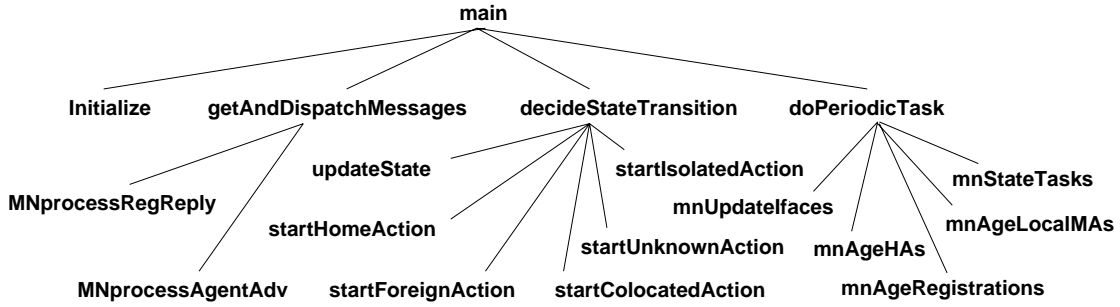 main
Initialize
getAndDispatchMessages
decideStateTransition
doPeriodicTask
updateState
startIsolatedAction
mnStateTasks
MNprocessRegReply
mnUpdateIfaces
mnAgeLocalMAs
startHomeAction
startUnknownAction
mnAgeHAs
MNprocessAgentAdv
startForeignAction
startColocatedAction
mnAgeRegistrations